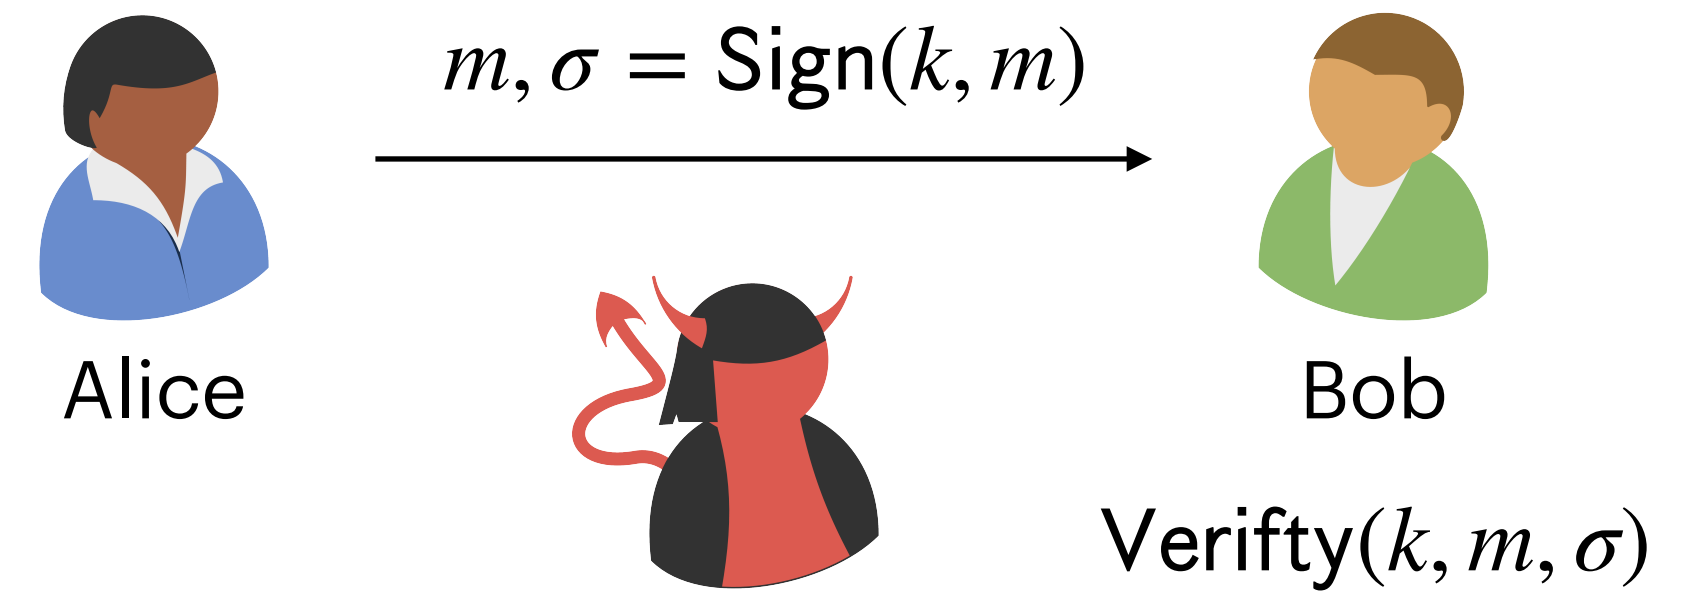 m, σ = Sign(k, m)
Alice
Bob
Verifty(k, m, σ)